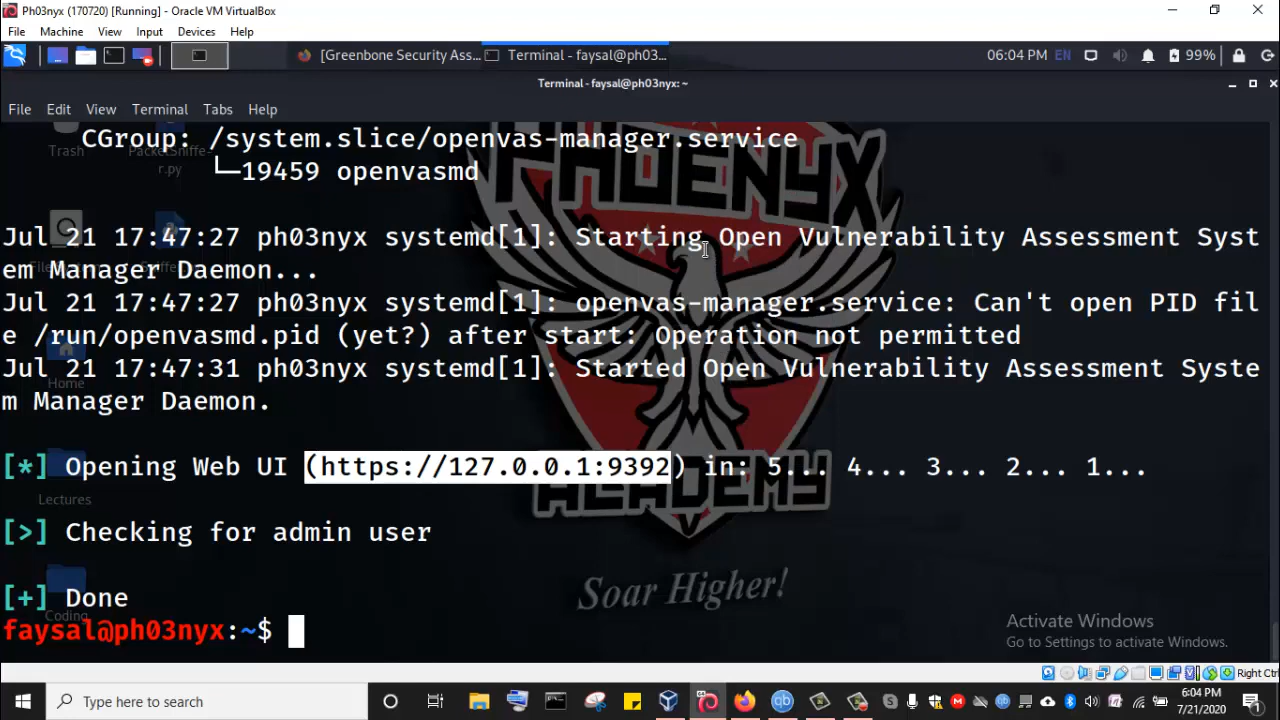 Ph03nyx (170720) [Running] - Oracle VM VirtualBox
File Machine View Input Devices Help
[Greenbone Security Ass... Terminal - faysal@ph03... 06:04 PM EN 99%
Terminal - faysal@ph03nyx: ~
File Edit View Terminal Tabs Help
CGroup: /system.slice/openvas-manager.service
└─19459 openvasmd
Trash
r.py
PHOENYX
Jul 21 17:47:27 ph03nyx systemd[1]: Starting Open Vulnerability Assessment Syst
em Manager Daemon...
Jul 21 17:47:27 ph03nyx systemd[1]: openvas-manager.service: Can't open PID fil
e /run/openvasmd.pid (yet?) after start: Operation not permitted
Home
Jul 21 17:47:31 ph03nyx systemd[1]: Started Open Vulnerability Assessment Syste
m Manager Daemon.
[*] Opening Web UI (https://127.0.0.1:9392) in: 5... 4... 3... 2... 1...
ACADEMY
Lectures
[>] Checking for admin user
Soar Higher!
[+] Done
Coding
faysal@ph03nyx:~$
Activate Windows
Go to Settings to activate Windows.
Right Ctrl
Type here to search
6:04 PM
7/21/2020